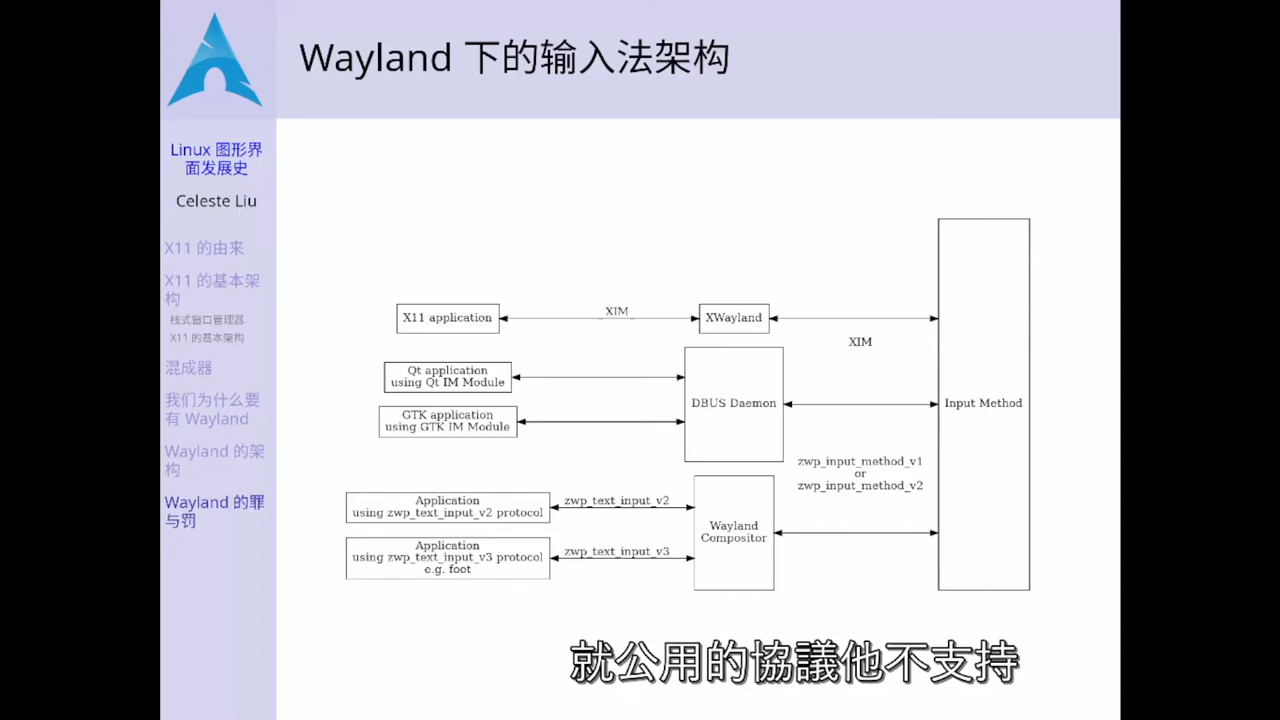 Wayland 下的输入法架构
Linux 图形界
面发展史
Celeste Liu
X11 的由来
X11 的基本架
构
栈式窗口管理器
X11 的基本架构
混成器
我们为什么要
有 Wayland
Wayland 的架
构
Wayland 的罪
与罚
X11 application
XIM
XWayland
XIM
Qt application
using Qt IM Module
GTK application
using GTK IM Module
DBUS Daemon
Input Method
zwp_input_method_v1
or
zwp_input_method_v2
Application
using zwp_text_input_v2 protocol
zwp_text_input_v2
Application
using zwp_text_input_v3 protocol
e.g. foot
zwp_text_input_v3
Wayland
Compositor
就公用的協議他不支持